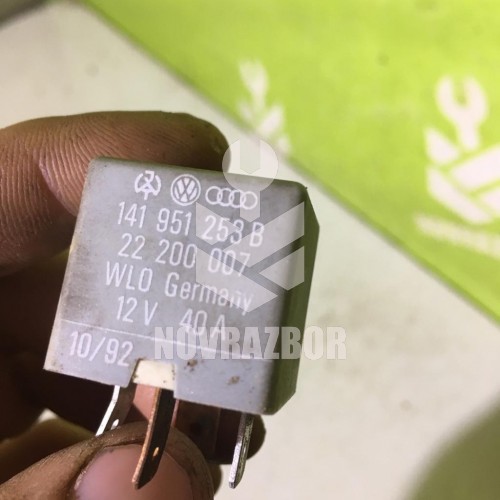 141 951 253 B
22 200 007
WLO Germany
12 V 40 A
10/92
NOVRAZBOR